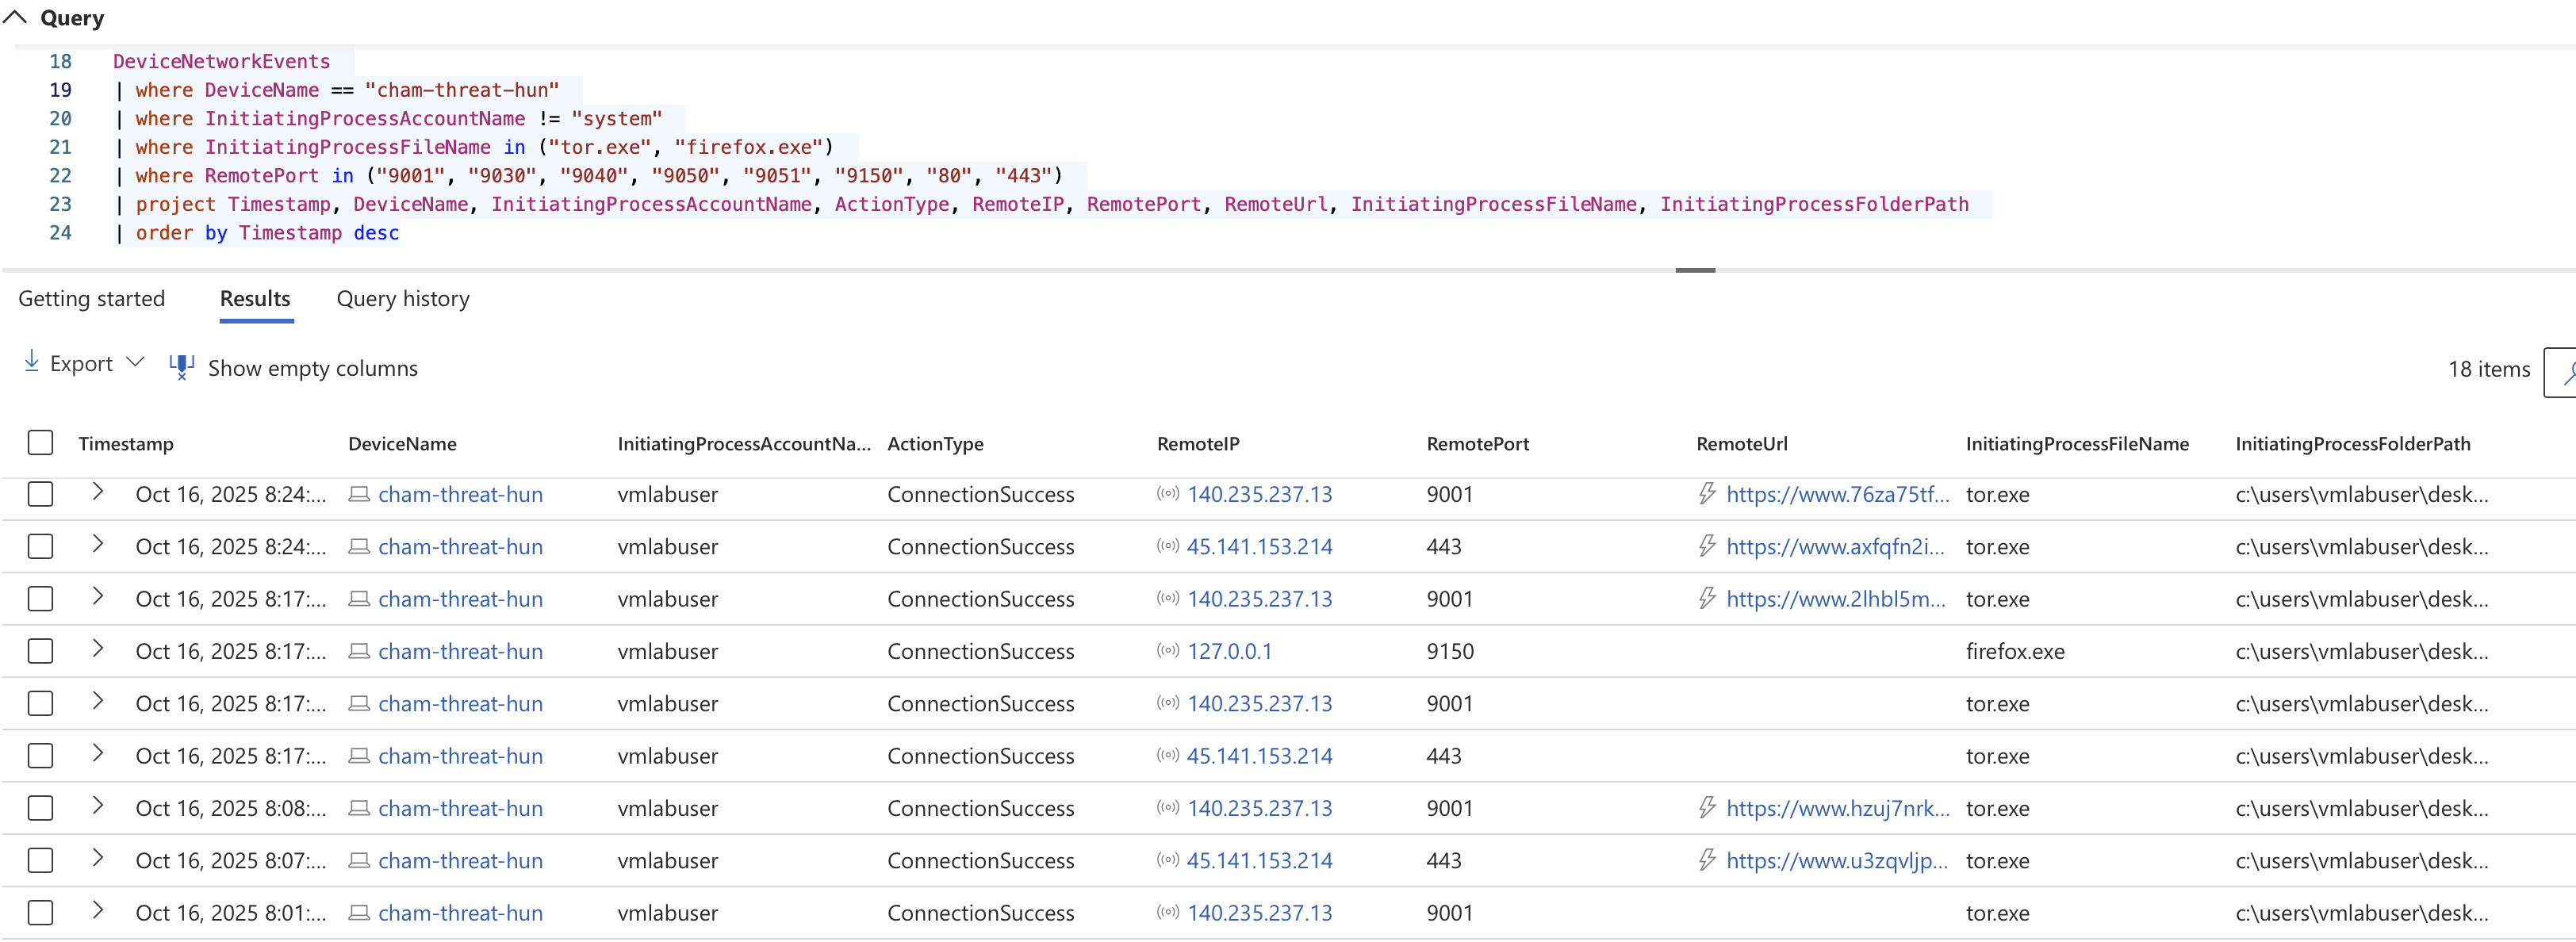 Query
18 DeviceNetworkEvents
19 | where DeviceName == "cham-threat-hun"
20 | where InitiatingProcessAccountName != "system"
21 | where InitiatingProcessFileName in ("tor.exe", "firefox.exe")
22 | where RemotePort in ("9001", "9030", "9040", "9050", "9051", "9150", "80", "443")
23 | project Timestamp, DeviceName, InitiatingProcessAccountName, ActionType, RemoteIP, RemotePort, RemoteUrl, InitiatingProcessFileName, InitiatingProcessFolderPath
24 | order by Timestamp desc
Getting started Results Query history
Export Show empty columns 18 items
Timestamp DeviceName InitiatingProcessAccountNa... ActionType RemoteIP RemotePort RemoteUrl InitiatingProcessFileName InitiatingProcessFolderPath
Oct 16, 2025 8:24:... cham-threat-hun vmlabuser ConnectionSuccess 140.235.237.13 9001 https://www.76za75tf... tor.exe c:\users\vmlabuser\desk...
Oct 16, 2025 8:24:... cham-threat-hun vmlabuser ConnectionSuccess 45.141.153.214 443 https://www.axfqfn2i... tor.exe c:\users\vmlabuser\desk...
Oct 16, 2025 8:17:... cham-threat-hun vmlabuser ConnectionSuccess 140.235.237.13 9001 https://www.2lhbl5m... tor.exe c:\users\vmlabuser\desk...
Oct 16, 2025 8:17:... cham-threat-hun vmlabuser ConnectionSuccess 127.0.0.1 9150 firefox.exe c:\users\vmlabuser\desk...
Oct 16, 2025 8:17:... cham-threat-hun vmlabuser ConnectionSuccess 140.235.237.13 9001 tor.exe c:\users\vmlabuser\desk...
Oct 16, 2025 8:17:... cham-threat-hun vmlabuser ConnectionSuccess 45.141.153.214 443 tor.exe c:\users\vmlabuser\desk...
Oct 16, 2025 8:08:... cham-threat-hun vmlabuser ConnectionSuccess 140.235.237.13 9001 https://www.hzuj7nrk... tor.exe c:\users\vmlabuser\desk...
Oct 16, 2025 8:07:... cham-threat-hun vmlabuser ConnectionSuccess 45.141.153.214 443 https://www.u3zqvljp... tor.exe c:\users\vmlabuser\desk...
Oct 16, 2025 8:01:... cham-threat-hun vmlabuser ConnectionSuccess 140.235.237.13 9001 tor.exe c:\users\vmlabuser\desk...